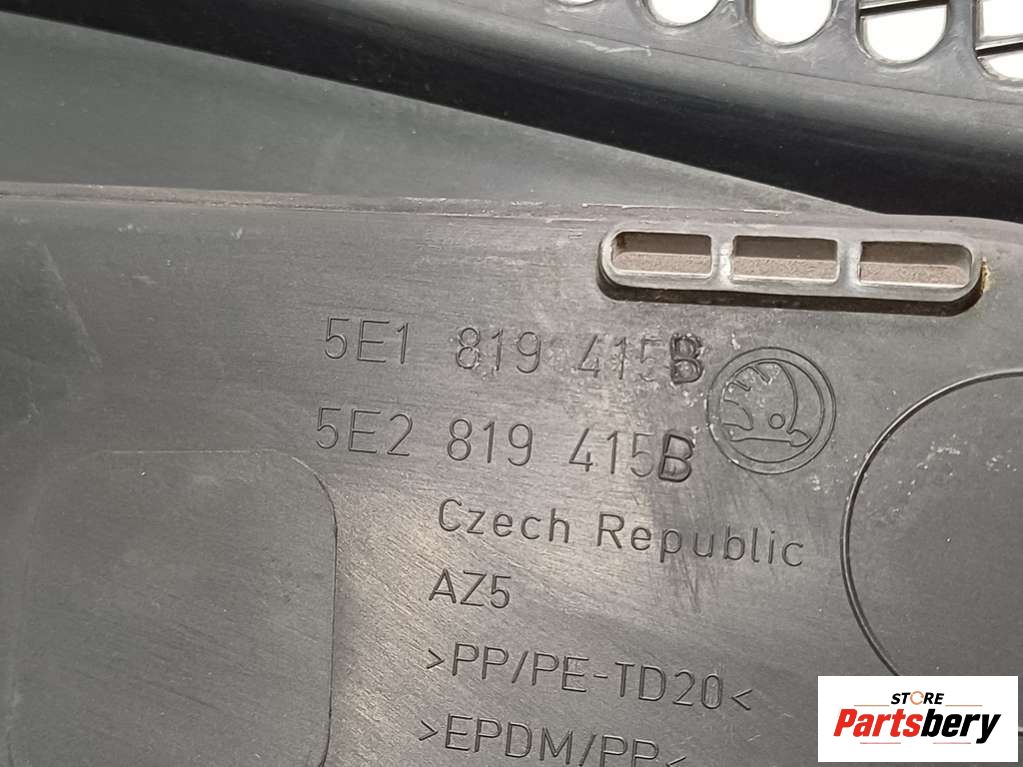 5E1 819 415B
5E2 819 415B
Czech Republic
AZ5
>PP/PE-TD20<
>EPDM/PP<
STORE
Partsbery